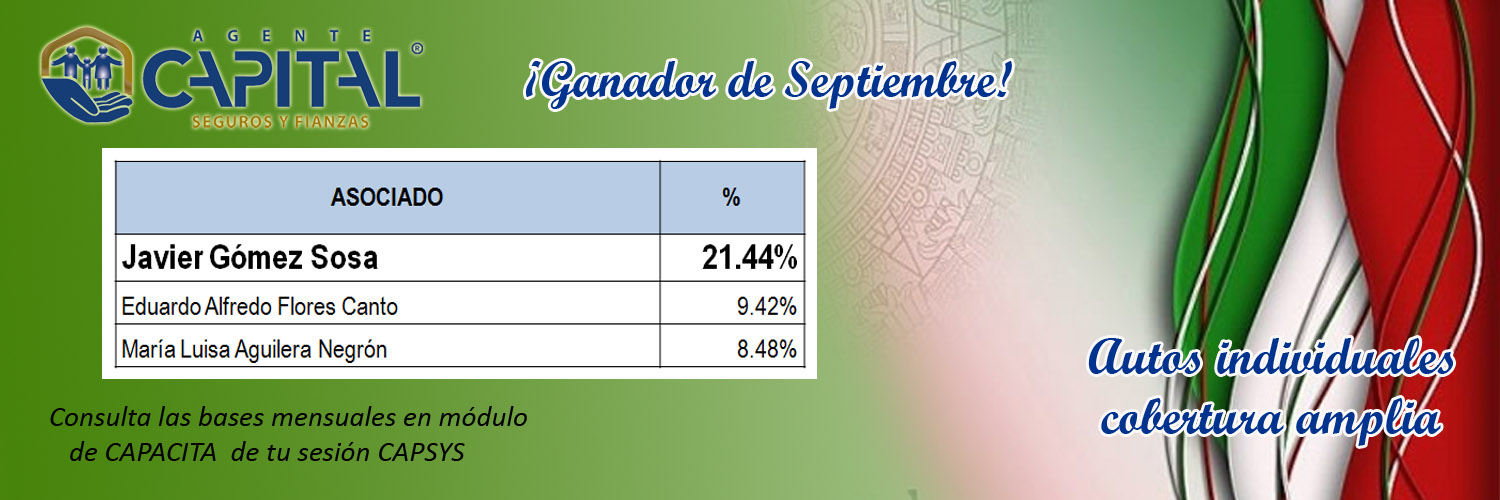 AGENTE
CAPITAL®
SEGUROS Y FIANZAS
¡Ganador de Septiembre!
ASOCIADO %
Javier Gómez Sosa 21.44%
Eduardo Alfredo Flores Canto 9.42%
María Luisa Aguilera Negrón 8.48%
Autos individuales
cobertura amplia
Consulta las bases mensuales en módulo
de CAPACITA de tu sesión CAPSYS